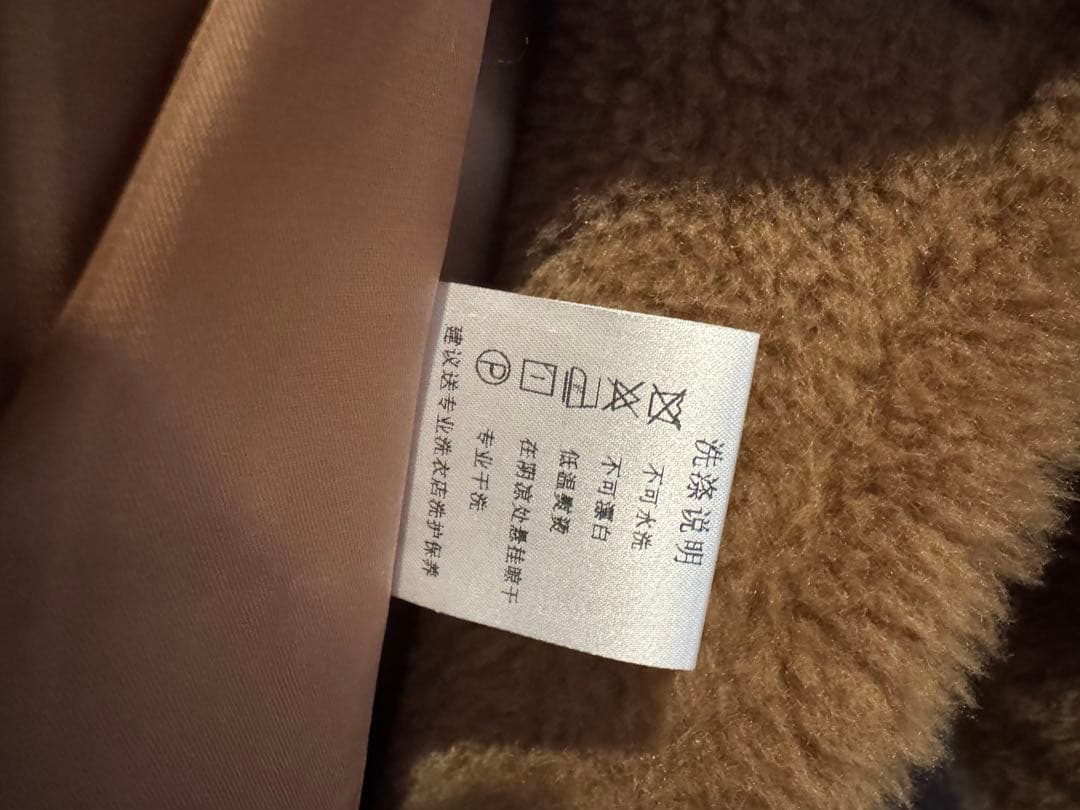 洗涤说明
不可水洗
不可漂白
低温熨烫
在阴凉处悬挂晾干
P 专业干洗
建议送专业洗衣店洗护保养